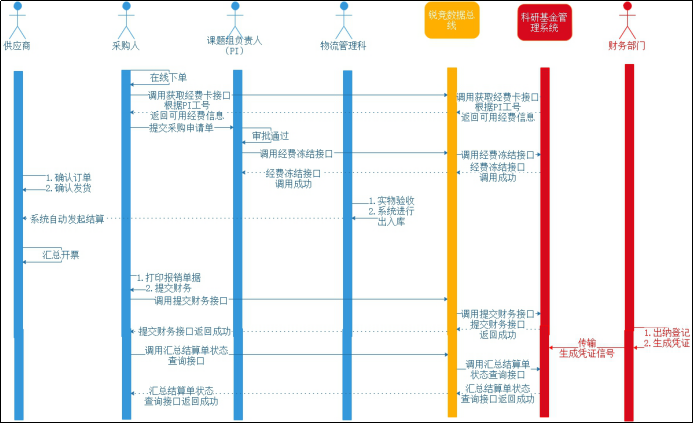 供应商
采购人
课题组负责人
(PI)
物流管理科
税竞数据总
线
科研基金管
理系统
财务部门
在线下单
调用获取经费卡接口
根据PI工号
返回可用经费信息
调用获取经费卡接口
根据PI工号
返回可用经费信息
提交采购申请单
审批通过
调用经费冻结接口
调用经费冻结接口
经费冻结接口
调用成功
经费冻结接口
调用成功
1.确认订单
2.确认发货
1.实物验收
2.系统进行
出入库
系统自动发起结算
汇总开票
1.打印报销单据
2.提交财务
调用提交财务接口
调用提交财务接口
提交财务接口返回成功
提交财务接口
返回成功
1.出纳登记
2.生成凭证
传输
生成凭证信号
调用汇总结算单状态
查询接口
调用汇总结算单
状态查询接口
汇总结算单状态
查询接口返回成功
汇总结算单状态
查询接口返回成功